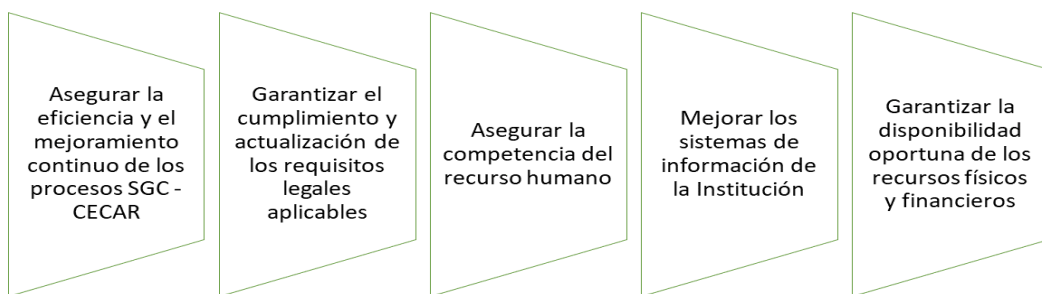 Asegurar la
eficiencia y el
mejoramiento
continuo de los
procesos SGC -
CECAR
Garantizar el
cumplimiento y
actualización de
los requisitos
legales
aplicables
Asegurar la
competencia del
recurso humano
Mejorar los
sistemas de
información de
la Institución
Garantizar la
disponibilidad
oportuna de los
recursos físicos
y financieros